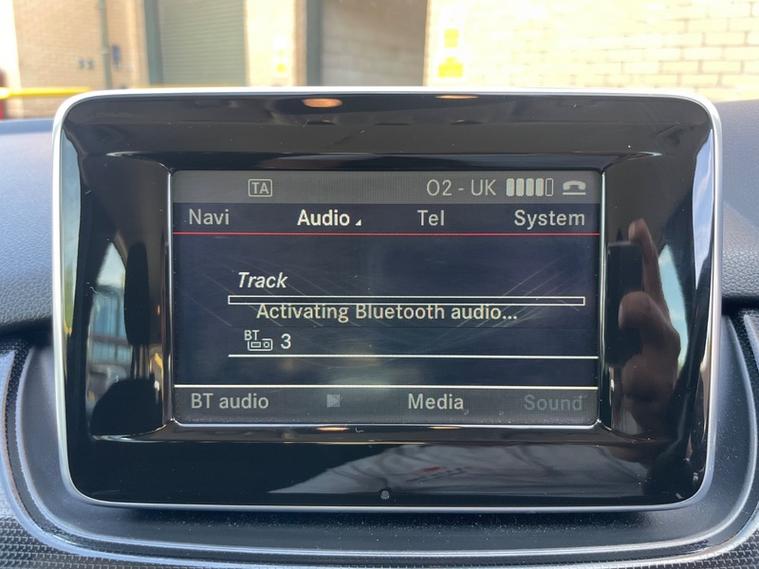 TA O2 - UK
Navi Audio Tel System
Track
Activating Bluetooth audio...
BT 3
BT audio Media Sound